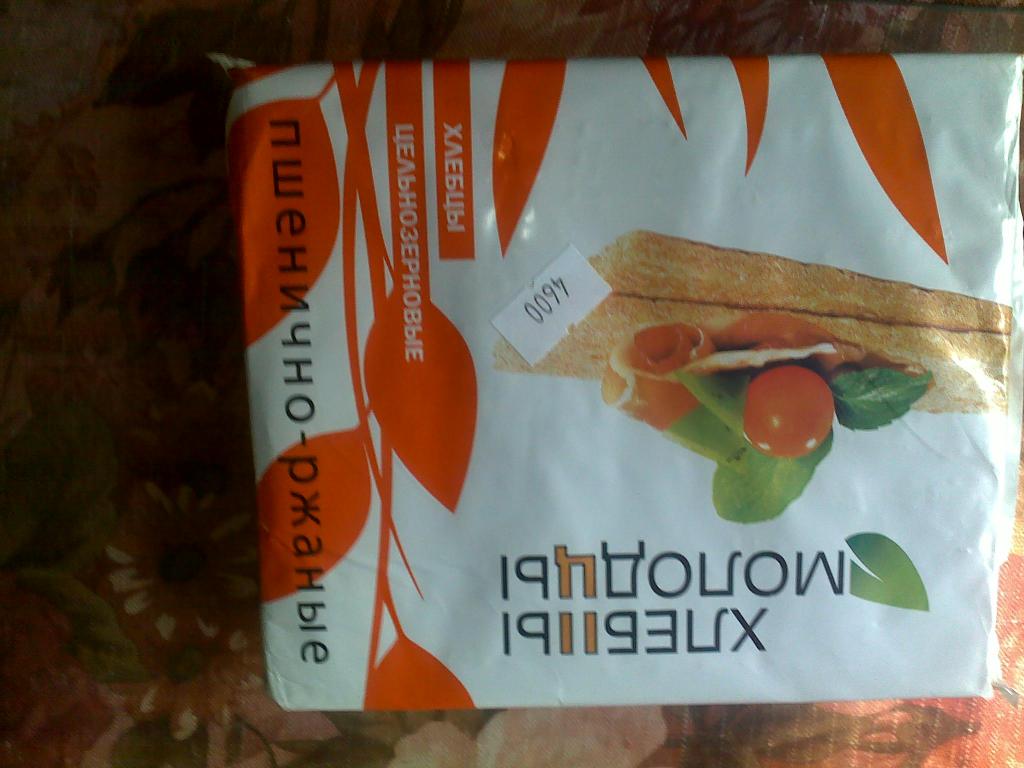 ХЛЕБЦЫ
МОЛОДЦЫ
4600
ХЛЕБЦЫ
ЦЕЛЬНОЗЕРНОВЫЕ
пшенично-ржаные